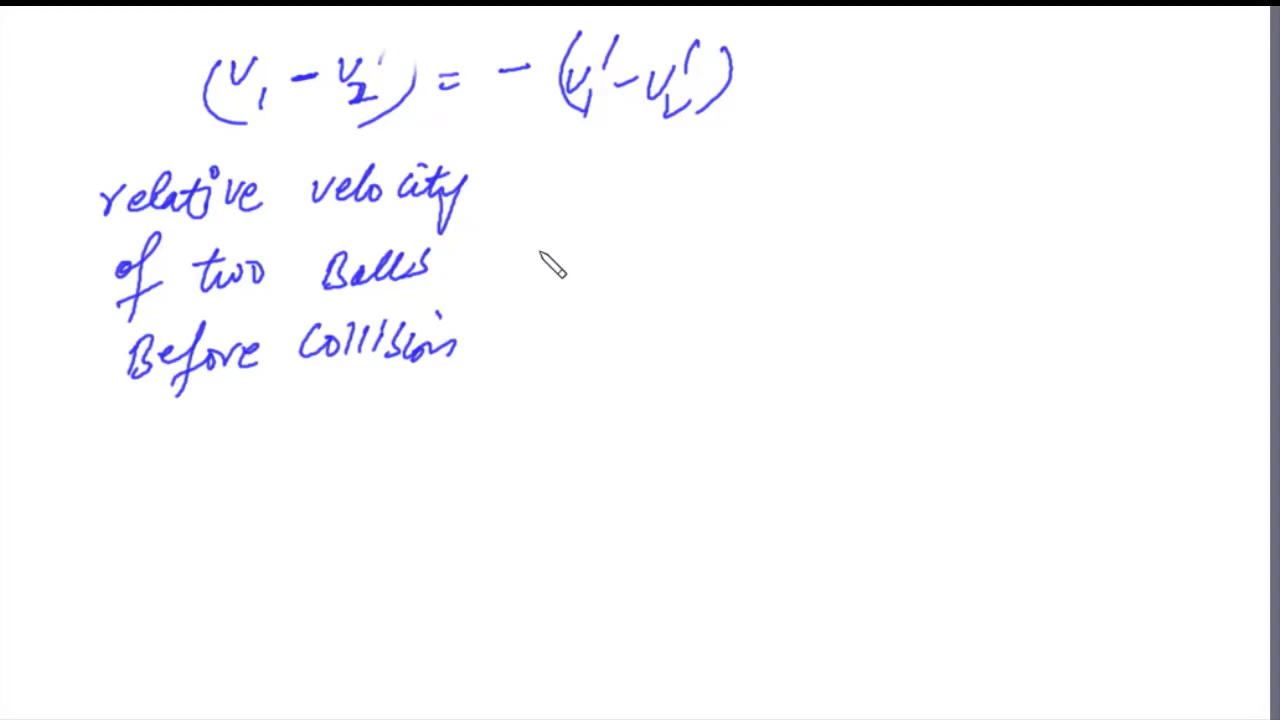 (V₁ - V₂') = - (V₁' - V₂')
relative velocity
of two Balls
Before Collision